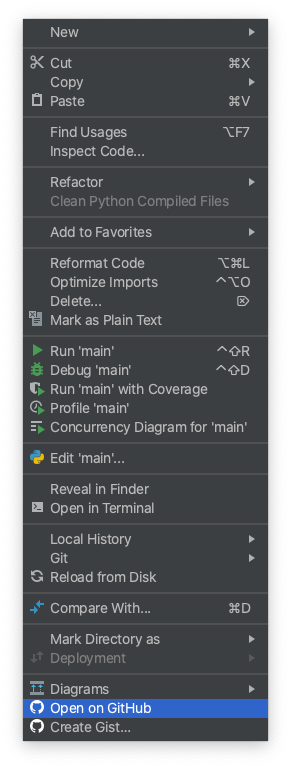 New
Cut ⌘X
Copy
Paste ⌘V
Find Usages ⌥F7
Inspect Code...
Refactor
Clean Python Compiled Files
Add to Favorites
Reformat Code ⌥⌘L
Optimize Imports ^⌥O
Delete... ⌦
Mark as Plain Text
Run 'main' ^⇧R
Debug 'main' ^⇧D
Run 'main' with Coverage
Profile 'main'
Concurrency Diagram for 'main'
Edit 'main'...
Reveal in Finder
Open in Terminal
Local History
Git
Reload from Disk
Compare With... ⌘D
Mark Directory as
Deployment
Diagrams
Open on GitHub
Create Gist...